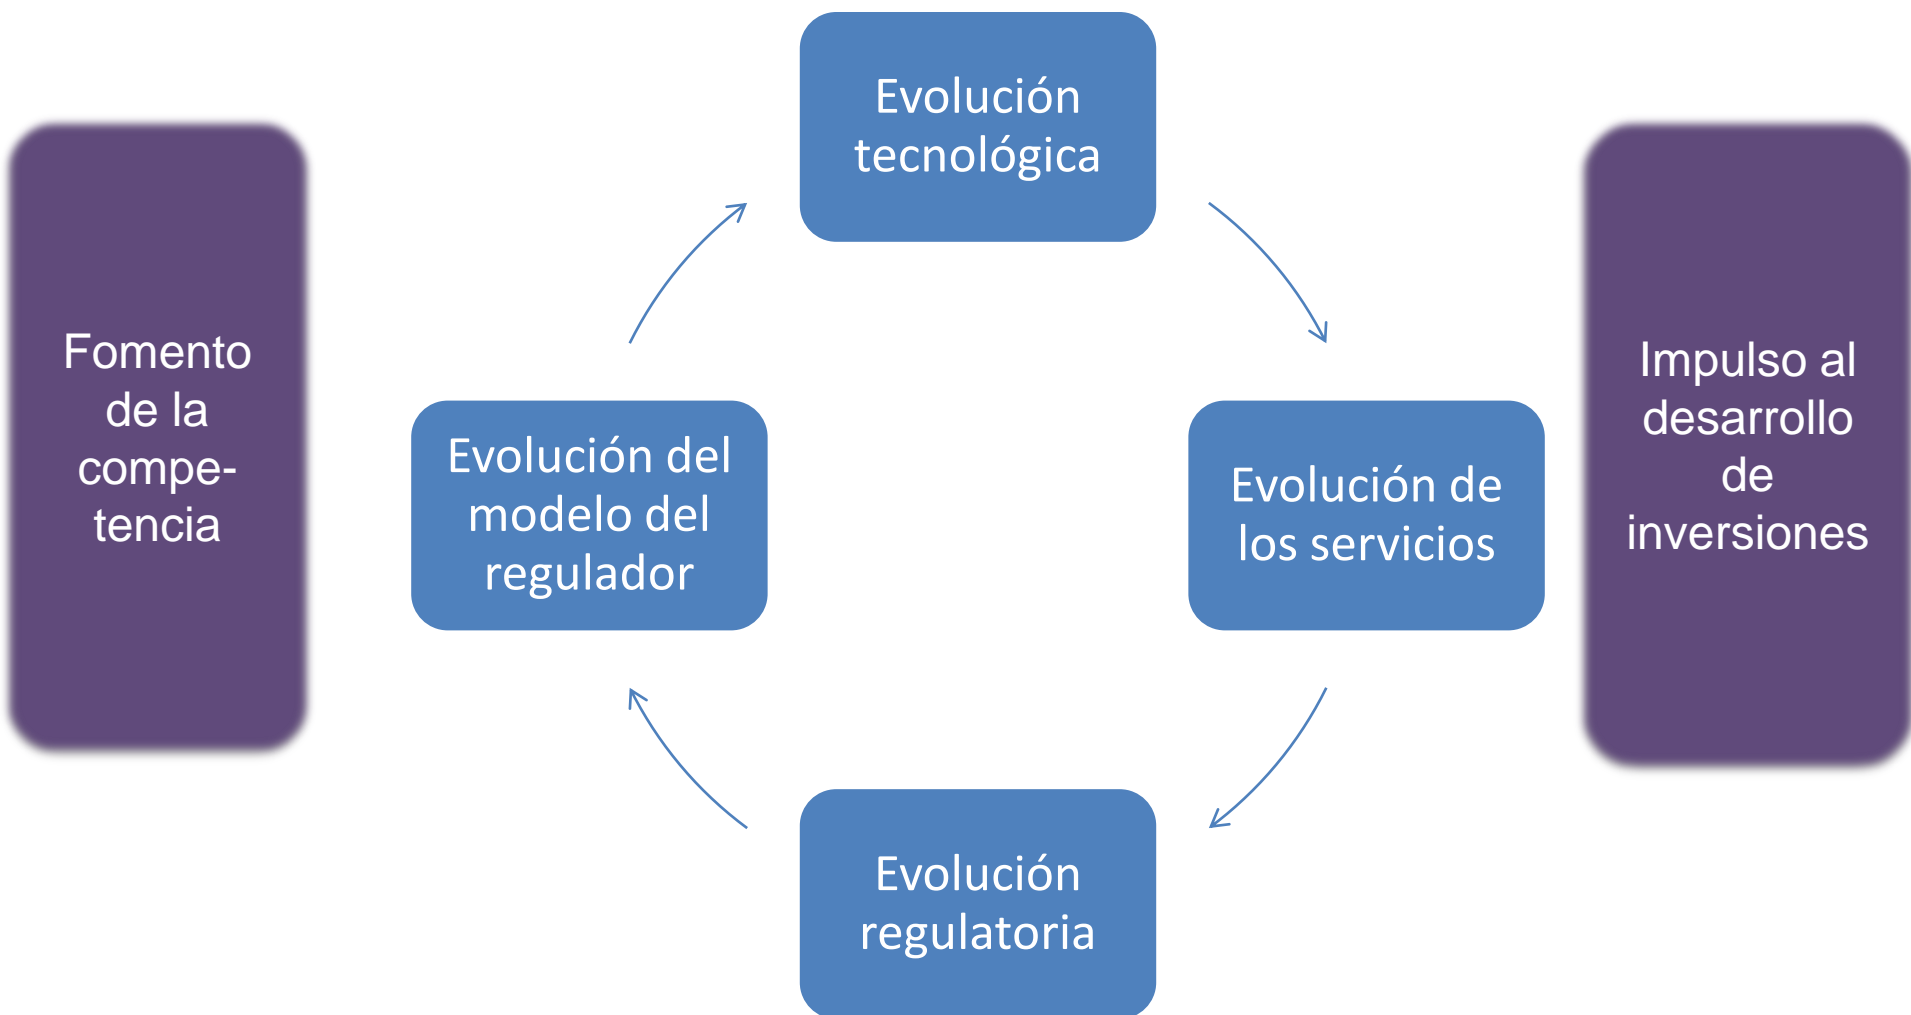 Evolución
tecnológica
Fomento
de la
compe-
tencia
Evolución del
modelo del
regulador
Evolución de
los servicios
Impulso al
desarrollo
de
inversiones
Evolución
regulatoria